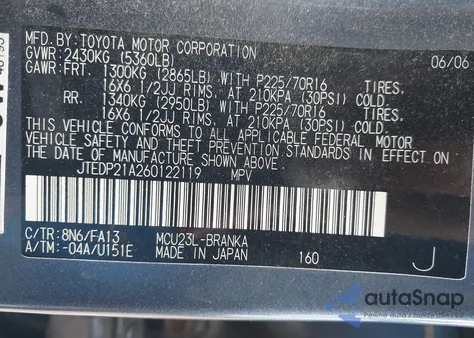 MFD. BY: TOYOTA MOTOR CORPORATION 06/06
GVWR: 2430KG (5360LB)
GAWR: FRT. 1300KG (2865LB) WITH P225/70R16 TIRES.
16X6 1/2JJ RIMS. AT 210KPA (30PSI) COLD.
RR. 1340KG (2950LB) WITH P225/70R16 TIRES.
16X6 1/2JJ RIMS. AT 210KPA (30PSI) COLD.
THIS VEHICLE CONFORMS TO ALL APPLICABLE FEDERAL MOTOR
VEHICLE SAFETY AND THEFT PREVENTION STANDARDS IN EFFECT
ON THE DATE OF MANUFACTURE SHOWN ABOVE.
JTEDP21A260122119 MPV
C/TR: 8N6/FA13 MCU23L-BRANKA
A/TM: -04A/U151E MADE IN JAPAN 160 J
autoSnap